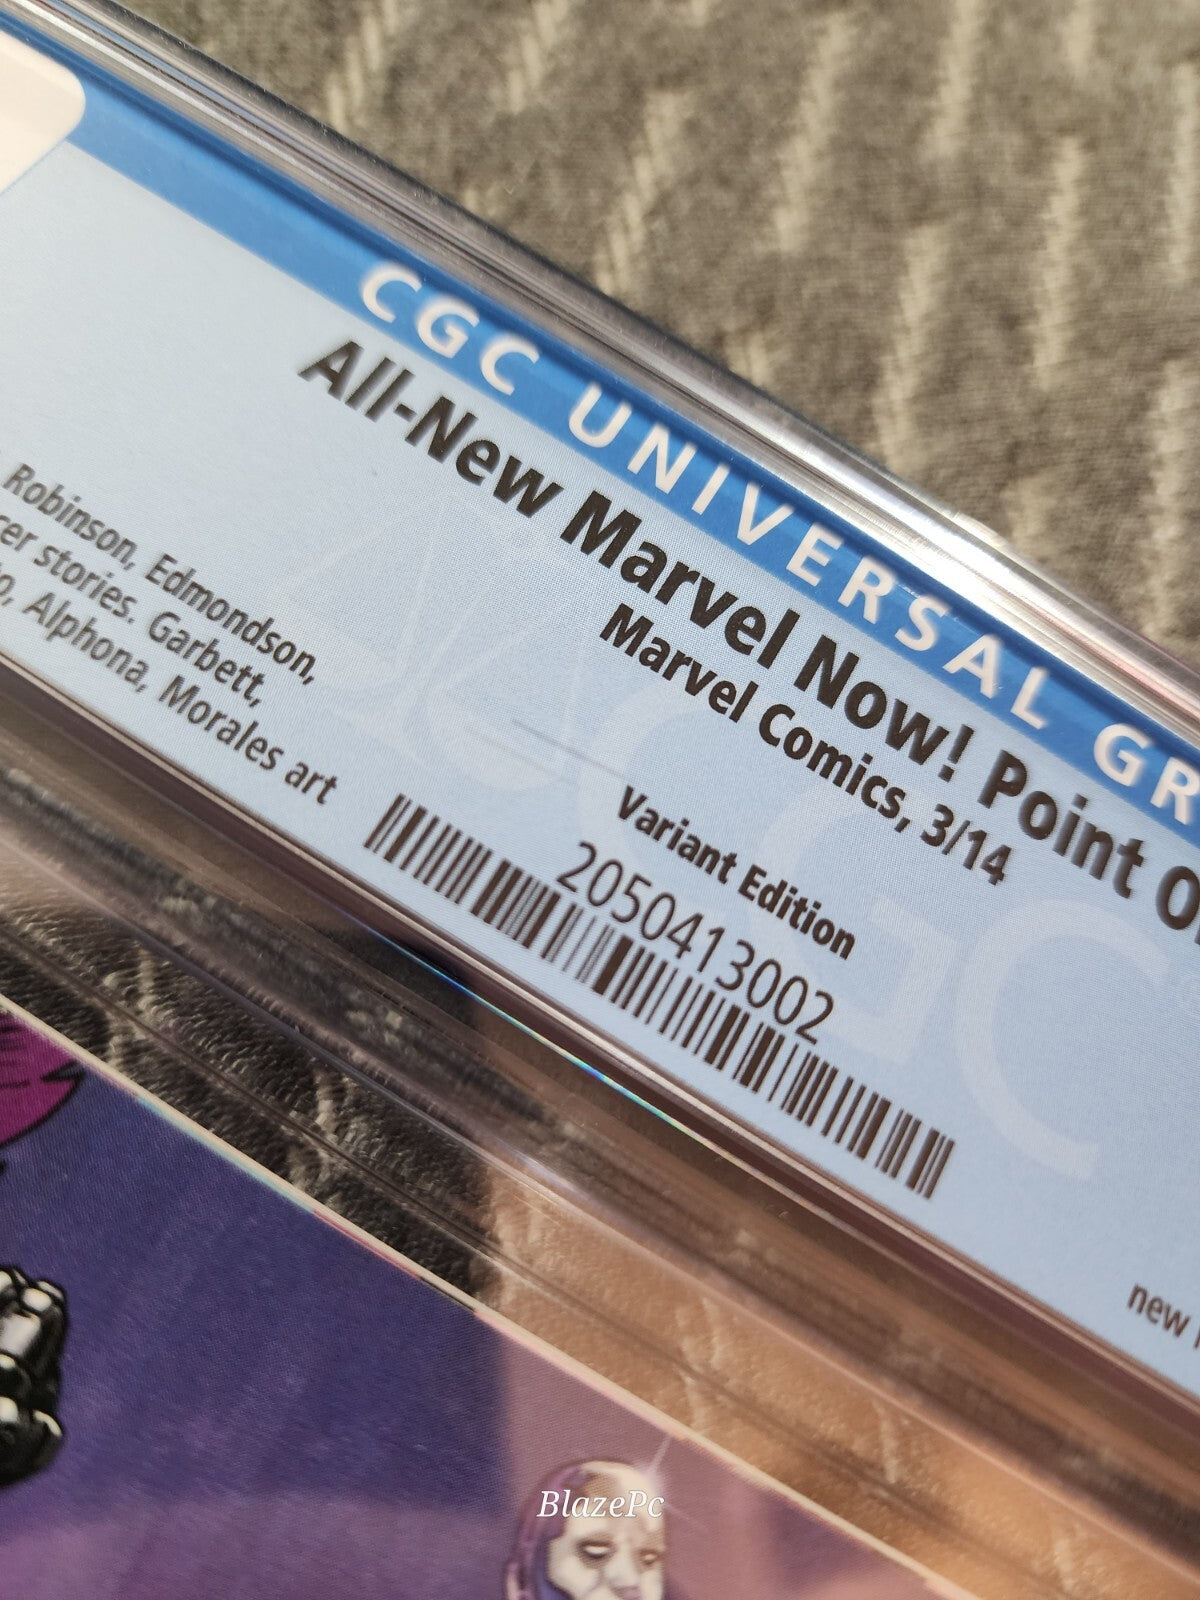 CGC UNIVERSAL GR
All-New Marvel Now! Point O
Marvel Comics, 3/14
Robinson, Edmondson,
cer stories. Garbett,
o, Alphona, Morales art
Variant Edition
2050413002
new
BlazePc